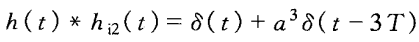 h(t) * h_{i2}(t) = δ(t) + a^3 δ(t − 3T)